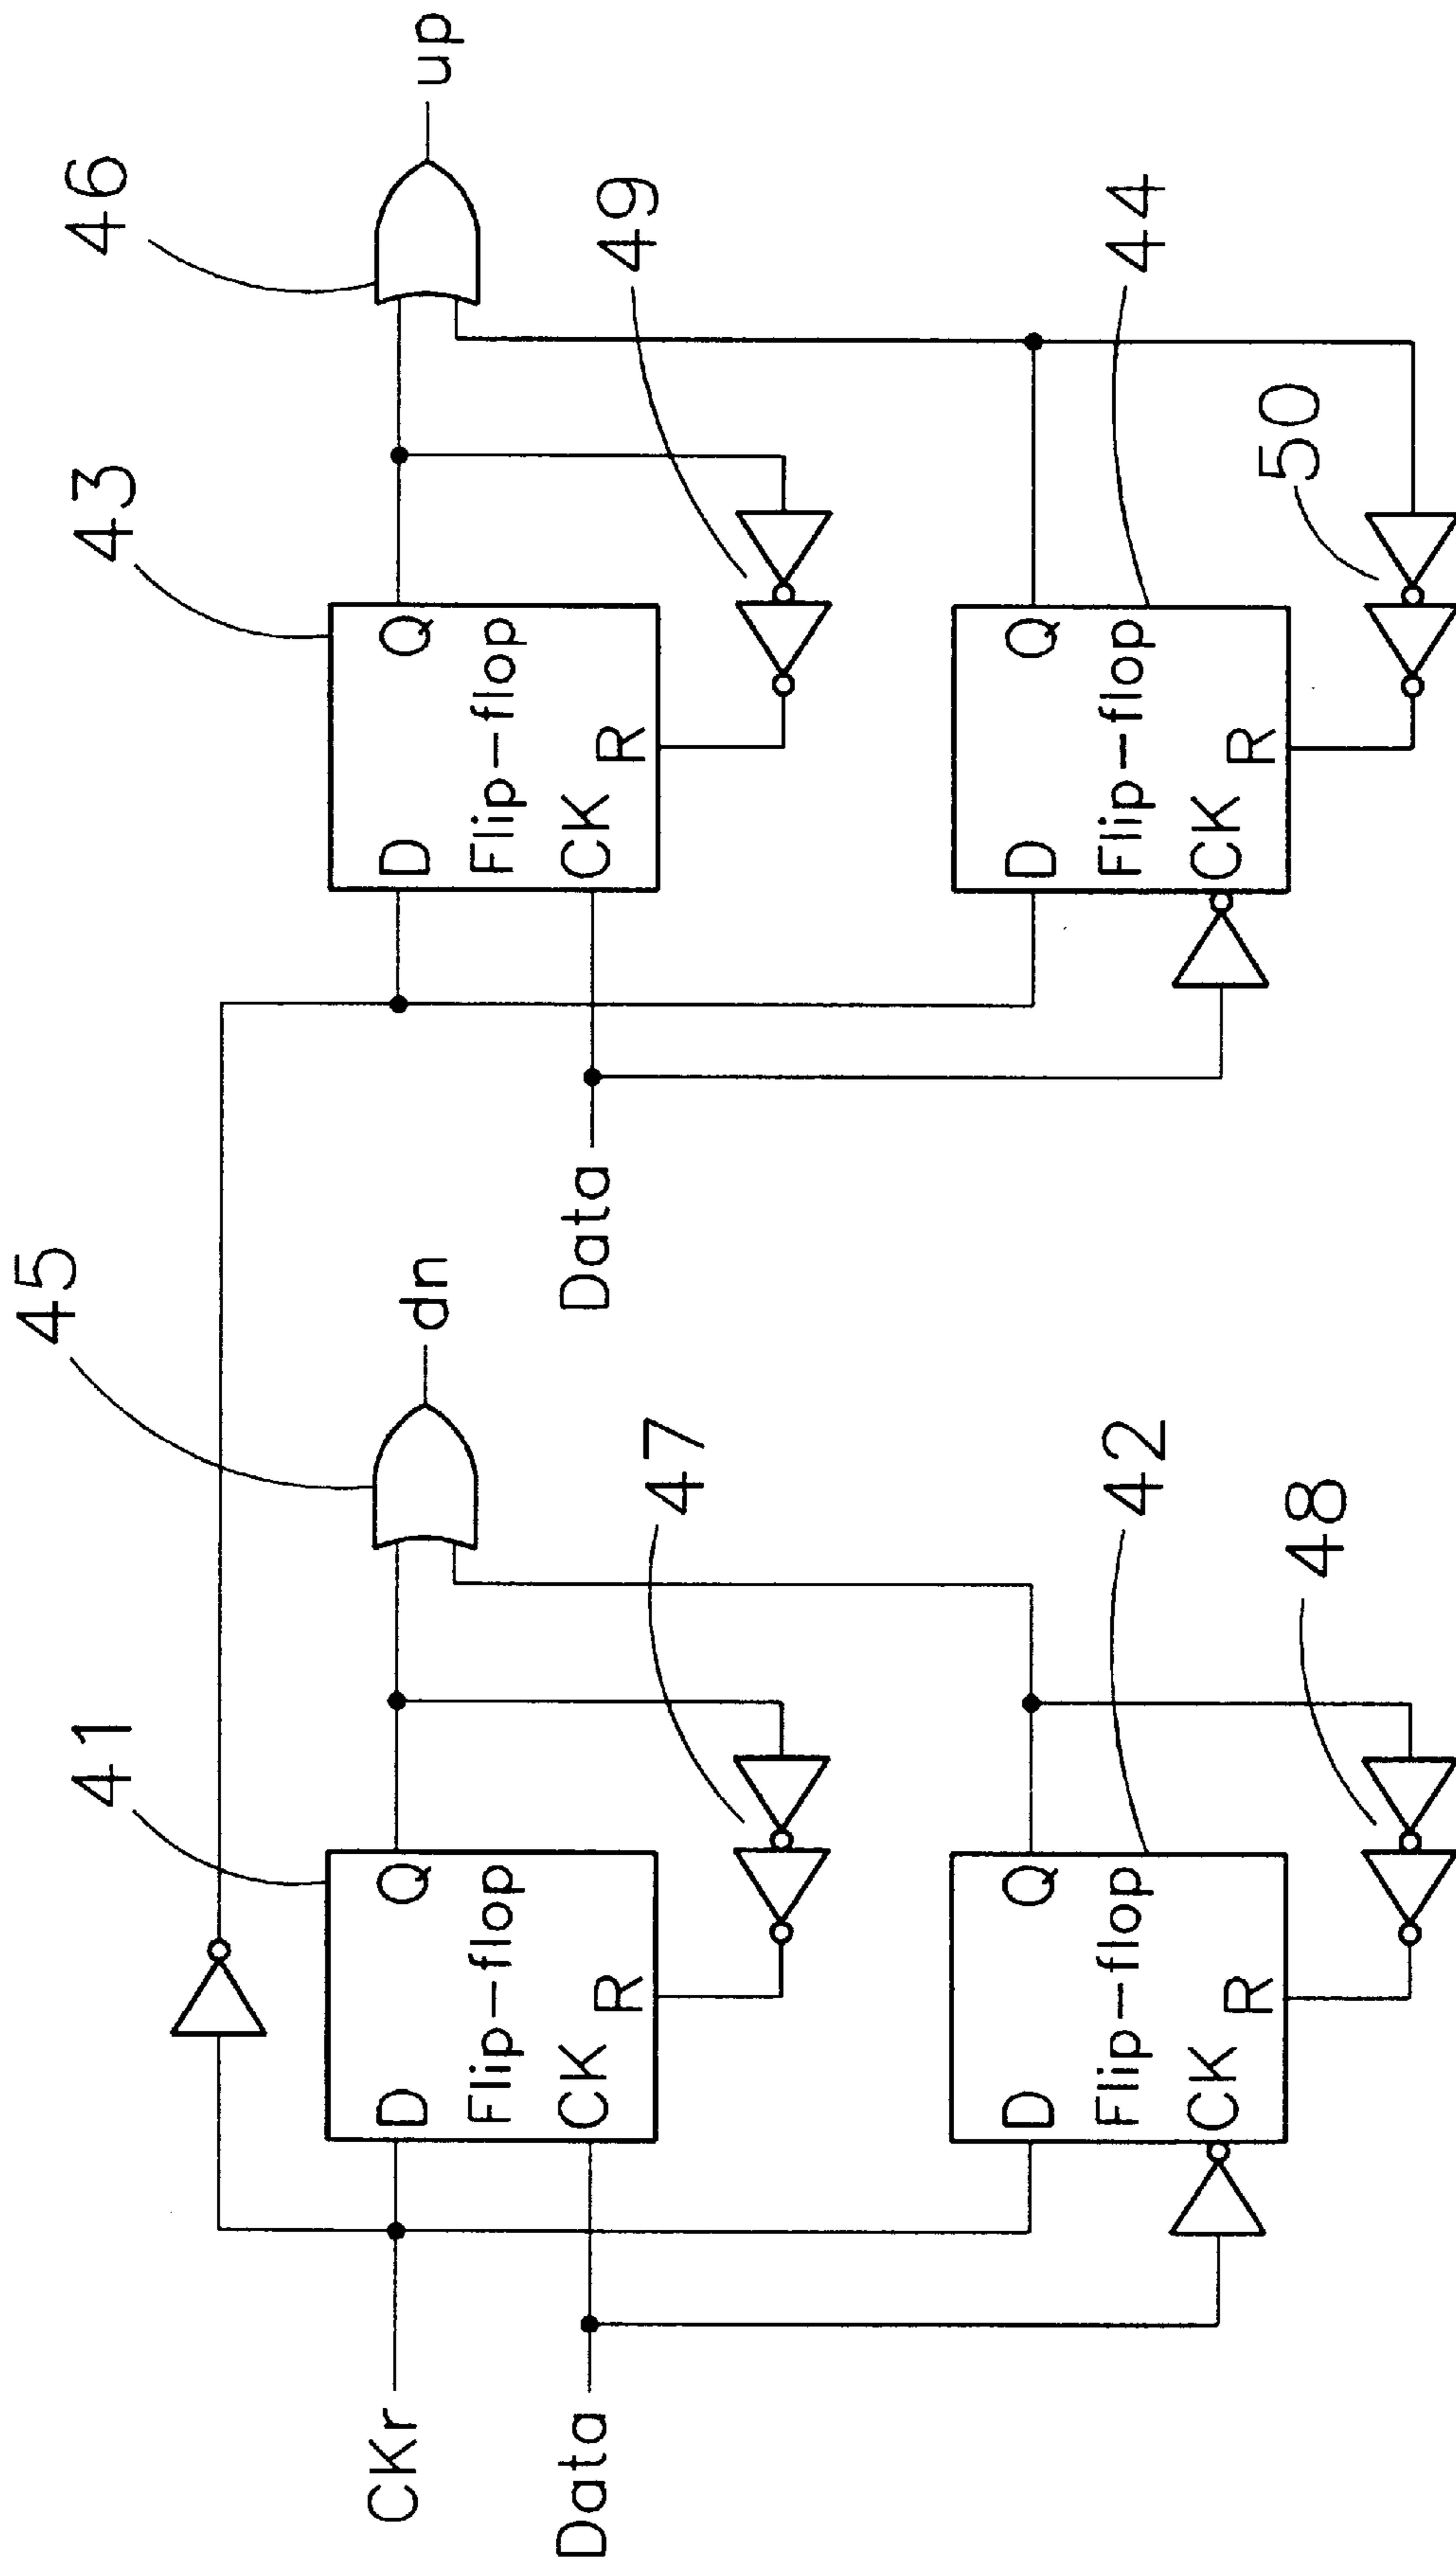 45
46
41
43
dn
up
CKr
D
Q
D
Q
Flip-flop
Flip-flop
Data
CK
R
47
Data
CK
R
49
D
Q
D
Q
Flip-flop
42
Flip-flop
44
CK
R
48
CK
R
50